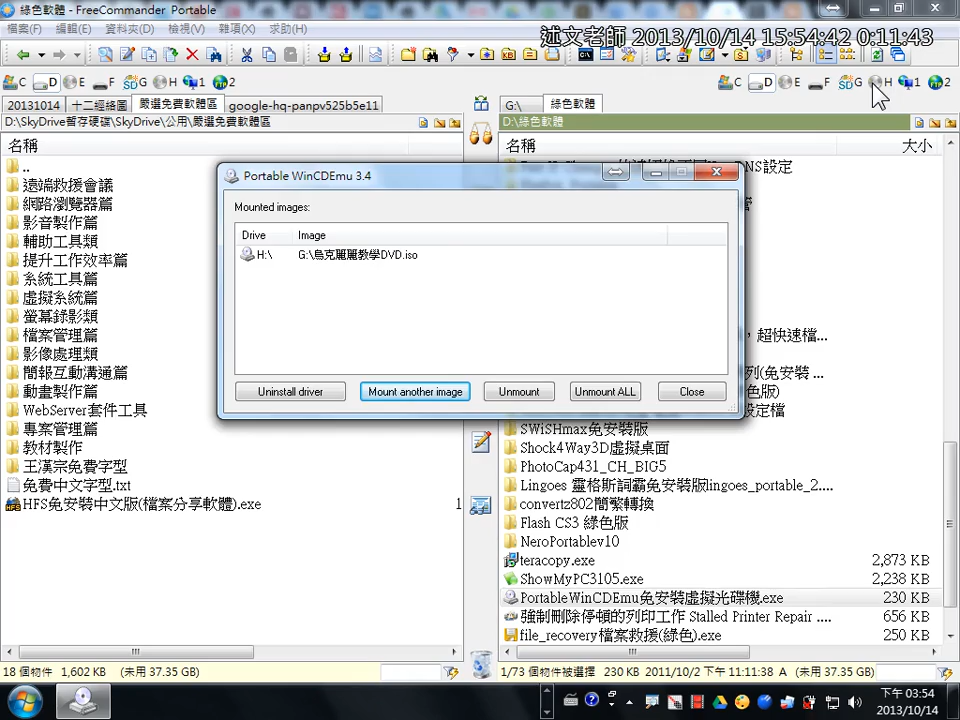 綠色軟體 - FreeCommander Portable
述文老師 2013/10/14 15:54:42 0:11:43
檔案(F) 編輯(E) 資料夾(D) 檢視(V) 雜項(X) 求助(H)
C D E F G H 1 2
C D E F G H 1 2
20131014 十二經絡圖 嚴選免費軟體區 google-hq-panpv525b5e11
G:\ 綠色軟體
D:\SkyDrive暫存硬碟\SkyDrive\公用\嚴選免費軟體區
D:\綠色軟體
名稱
..
遠端救援會議
網路瀏覽器篇
影音製作篇
輔助工具類
提升工作效率篇
系統工具篇
虛擬系統篇
螢幕錄影類
檔案管理篇
影像處理類
簡報互動溝通篇
動畫製作篇
WebServer套件工具
專案管理篇
教材製作篇
王漢宗免費字型
免費中文字型.txt
HFS免安裝中文版(檔案分享軟體).exe 1
名稱 大小
DNS設定
，超快速檔...
列(免安裝 ...
色版)
設定檔
SWiSHmax免安裝版
Shock4Way3D虛擬桌面
PhotoCap431_CH_BIG5
Lingoes 靈格斯詞霸免安裝版lingoes_portable_2....
convertz802簡繁轉換
Flash CS3 綠色版
NeroPortablev10
teracopy.exe 2,873 KB
ShowMyPC3105.exe 2,238 KB
PortableWinCDEmu免安裝虛擬光碟機.exe 230 KB
強制刪除停頓的列印工作 Stalled Printer Repair .... 656 KB
file_recovery檔案救援(綠色).exe 250 KB
Portable WinCDEmu 3.4
Mounted images:
Drive Image
H:\ G:\烏克麗麗教學DVD.iso
Uninstall driver Mount another image Unmount Unmount ALL Close
18 個物件 1,602 KB (未用 37.35 GB)
1/73 個物件被選擇 230 KB 2011/10/2 下午 11:11:38 A (未用 37.35 GB)
下午 03:54
2013/10/14